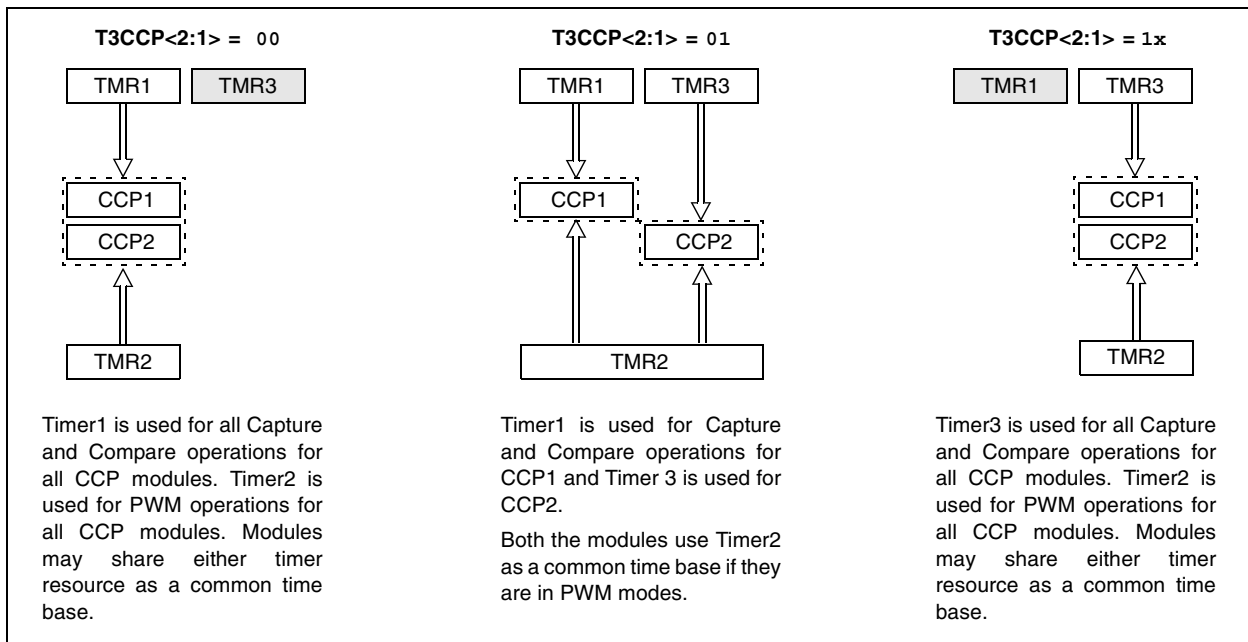 T3CCP<2:1> = 00
TMR1 TMR3
CCP1
CCP2
TMR2
Timer1 is used for all Capture
and Compare operations for
all CCP modules. Timer2 is
used for PWM operations for
all CCP modules. Modules
may share either timer
resource as a common time
base.
T3CCP<2:1> = 01
TMR1 TMR3
CCP1
CCP2
TMR2
Timer1 is used for Capture
and Compare operations for
CCP1 and Timer 3 is used for
CCP2.
Both the modules use Timer2
as a common time base if they
are in PWM modes.
T3CCP<2:1> = 1x
TMR1 TMR3
CCP1
CCP2
TMR2
Timer3 is used for all Capture
and Compare operations for
all CCP modules. Timer2 is
used for PWM operations for
all CCP modules. Modules
may share either timer
resource as a common time
base.